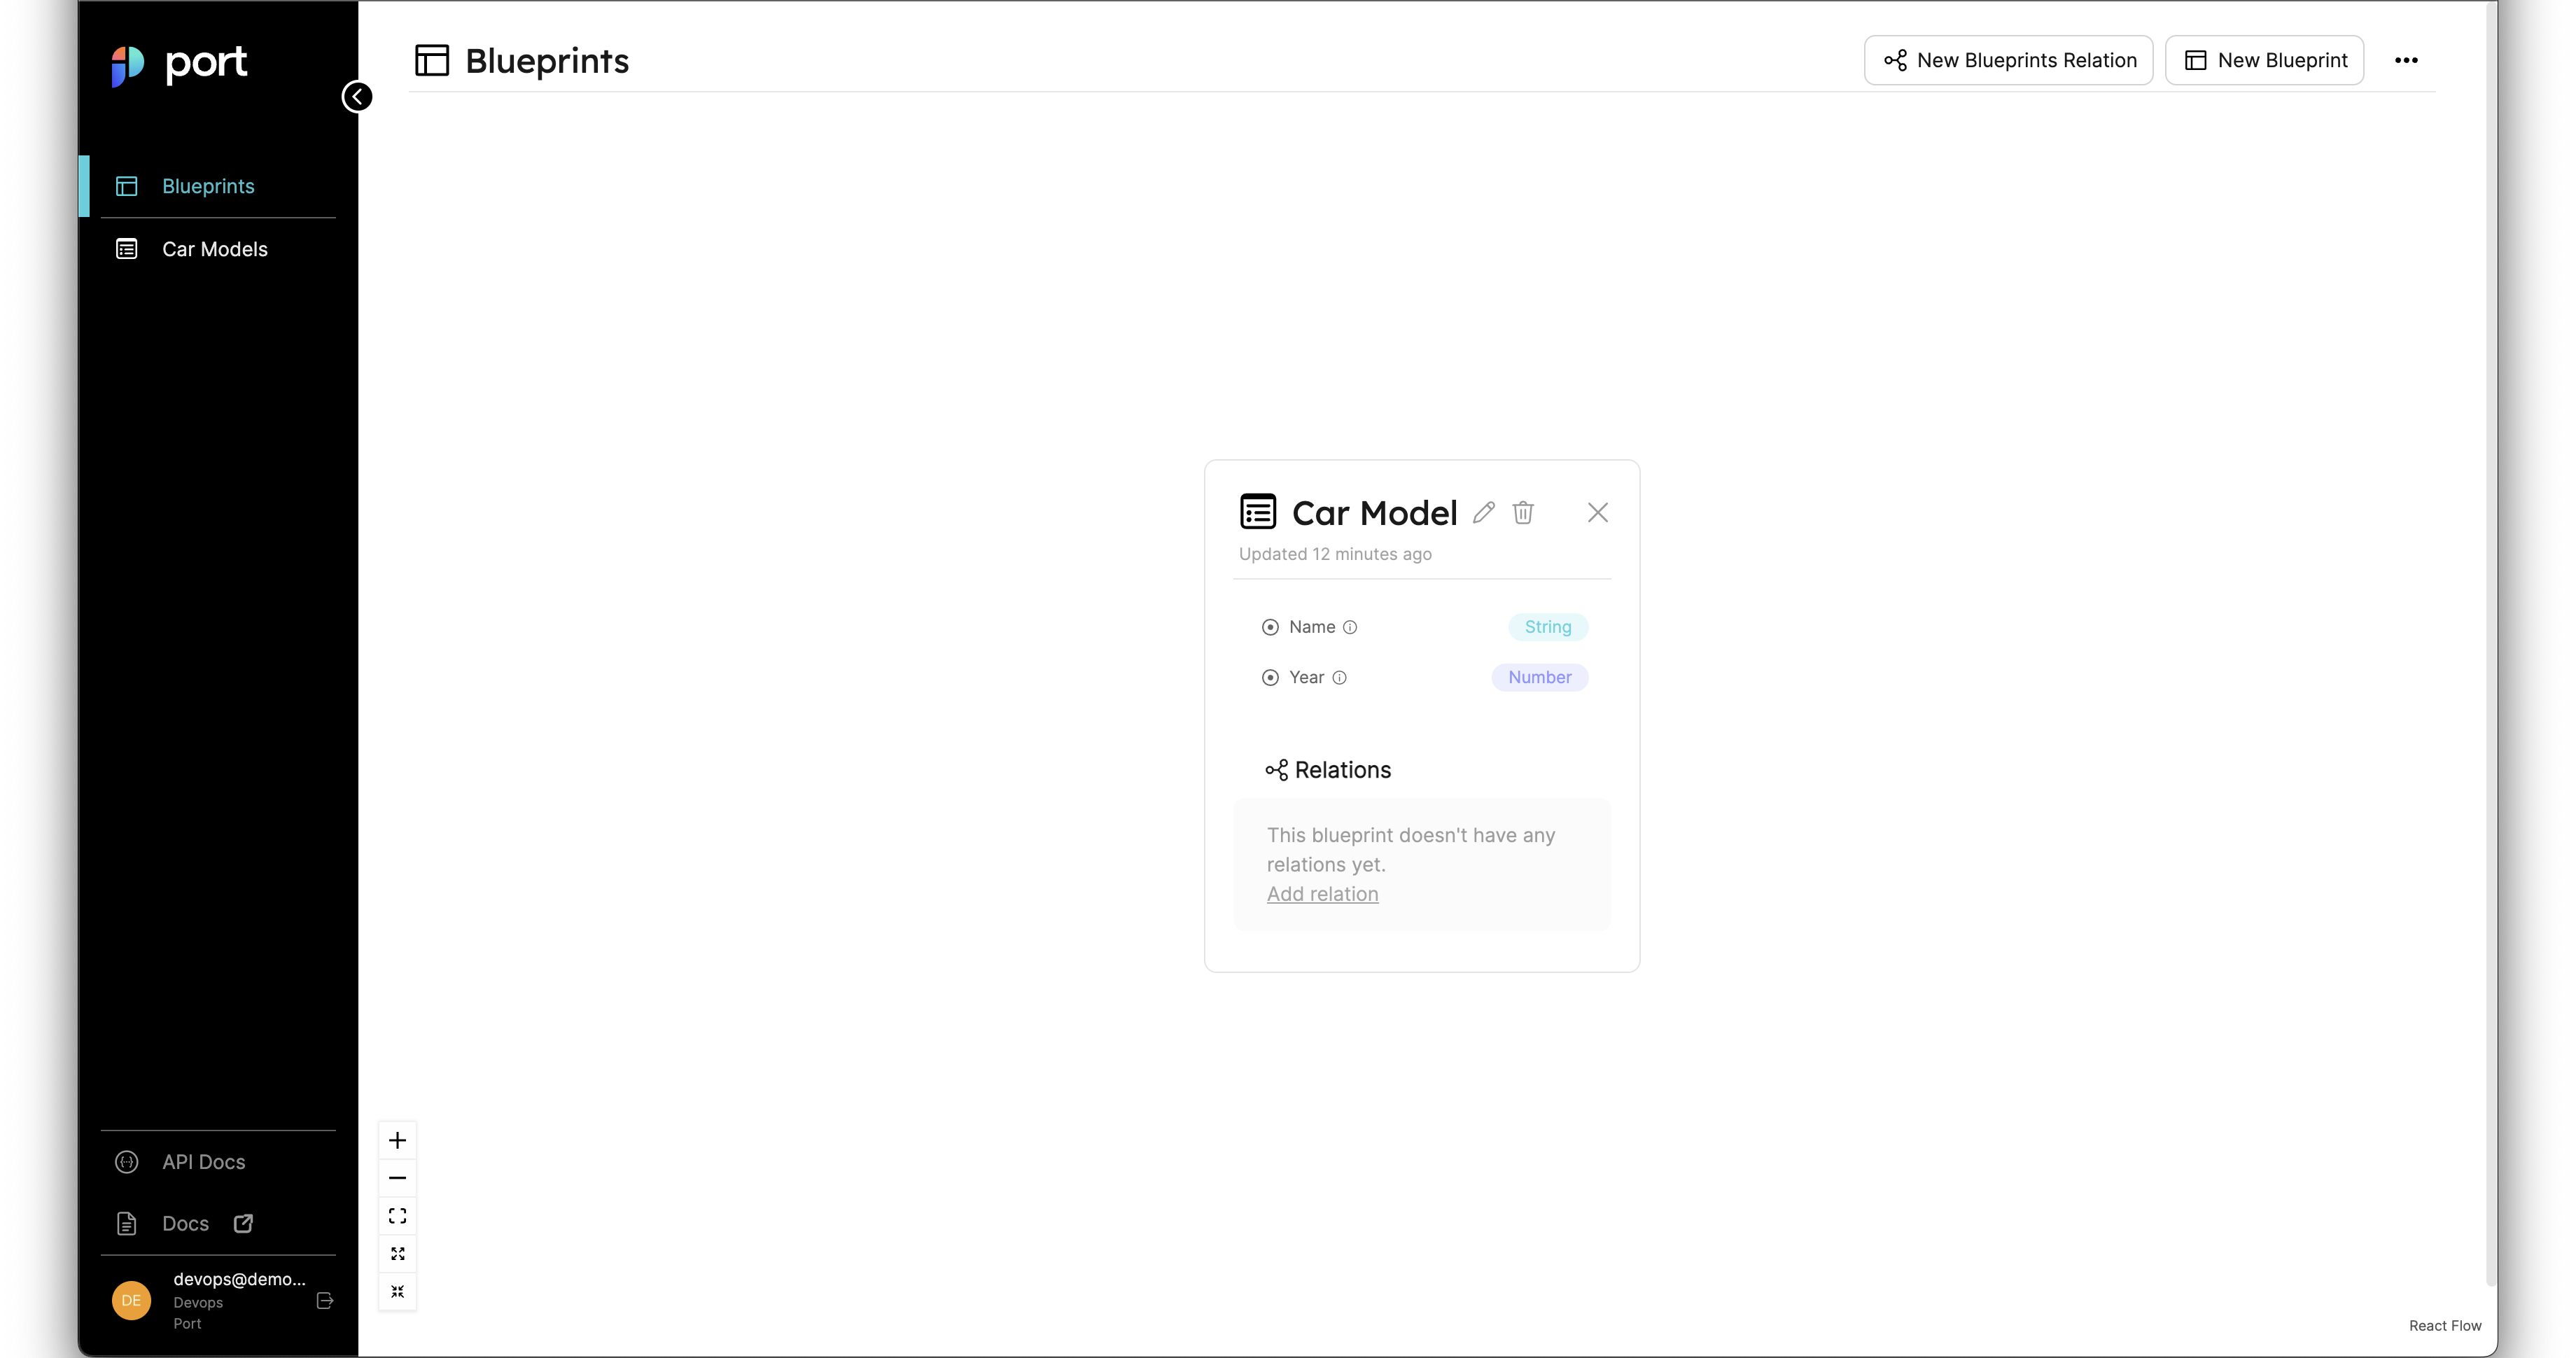 port
Blueprints
Car Models
API Docs
Docs
DE
devops@demo...
Devops
Port
Blueprints
New Blueprints Relation
New Blueprint
Car Model
Updated 12 minutes ago
Name
String
Year
Number
Relations
This blueprint doesn't have any
relations yet.
Add relation
React Flow